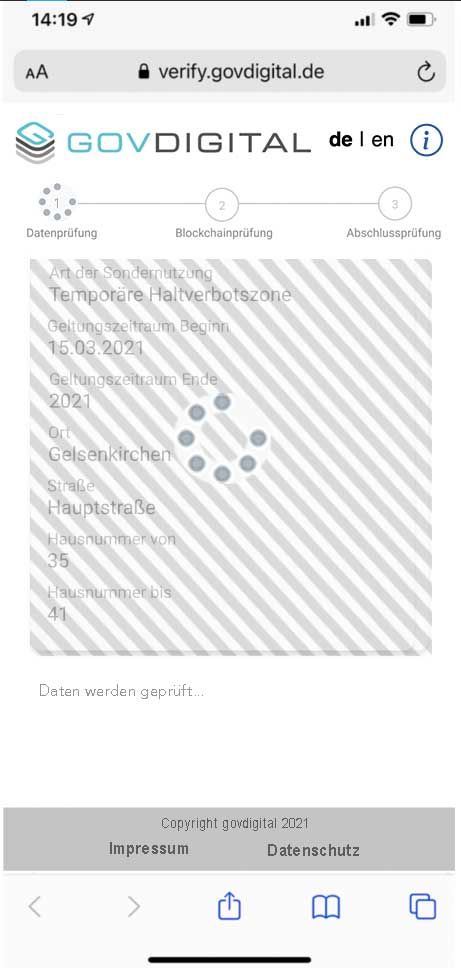 14:19
AA verify.govdigital.de
GOVDIGITAL de | en i
1 2 3
Datenprüfung Blockchainprüfung Abschlussprüfung
Art der Sondernutzung
Temporäre Haltverbotszone
Geltungszeitraum Beginn
15.03.2021
Geltungszeitraum Ende
2021
Ort
Gelsenkirchen
Straße
Hauptstraße
Hausnummer von
35
Hausnummer bis
41
Daten werden geprüft...
Copyright govdigital 2021
Impressum Datenschutz